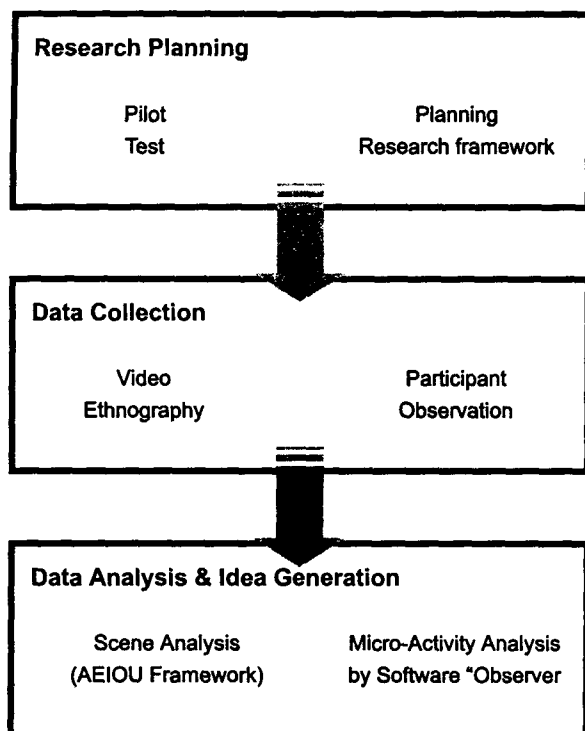 Research Planning
Pilot
Test
Planning
Research framework
Data Collection
Video
Ethnography
Participant
Observation
Data Analysis & Idea Generation
Scene Analysis
(AEIOU Framework)
Micro-Activity Analysis
by Software "Observer